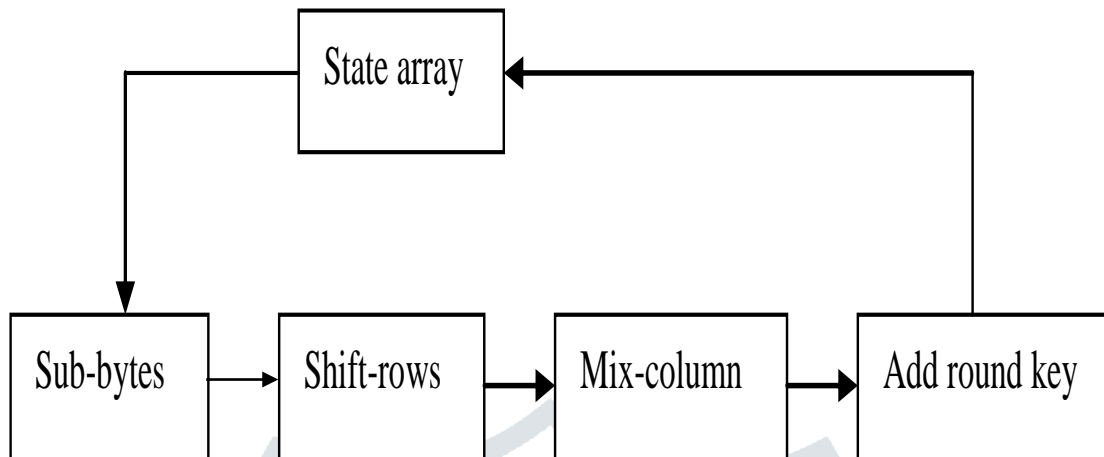 State array
Sub-bytes
Shift-rows
Mix-column
Add round key